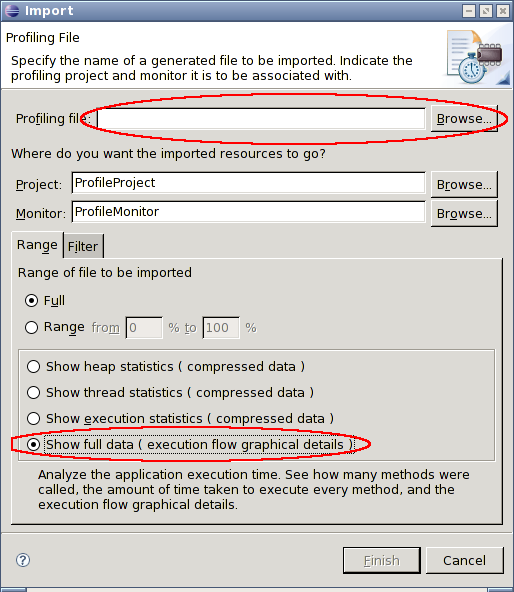 Import
Profiling File
Specify the name of a generated file to be imported. Indicate the
profiling project and monitor it is to be associated with.
Profiling file: Browse...
Where do you want the imported resources to go?
Project: ProfileProject Browse...
Monitor: ProfileMonitor Browse...
Range Filter
Range of file to be imported
Full
Range from 0 % to 100 %
Show heap statistics ( compressed data )
Show thread statistics ( compressed data )
Show execution statistics ( compressed data )
Show full data ( execution flow graphical details )
Analyze the application execution time. See how many methods were
called, the amount of time taken to execute every method, and the
execution flow graphical details.
? Finish Cancel